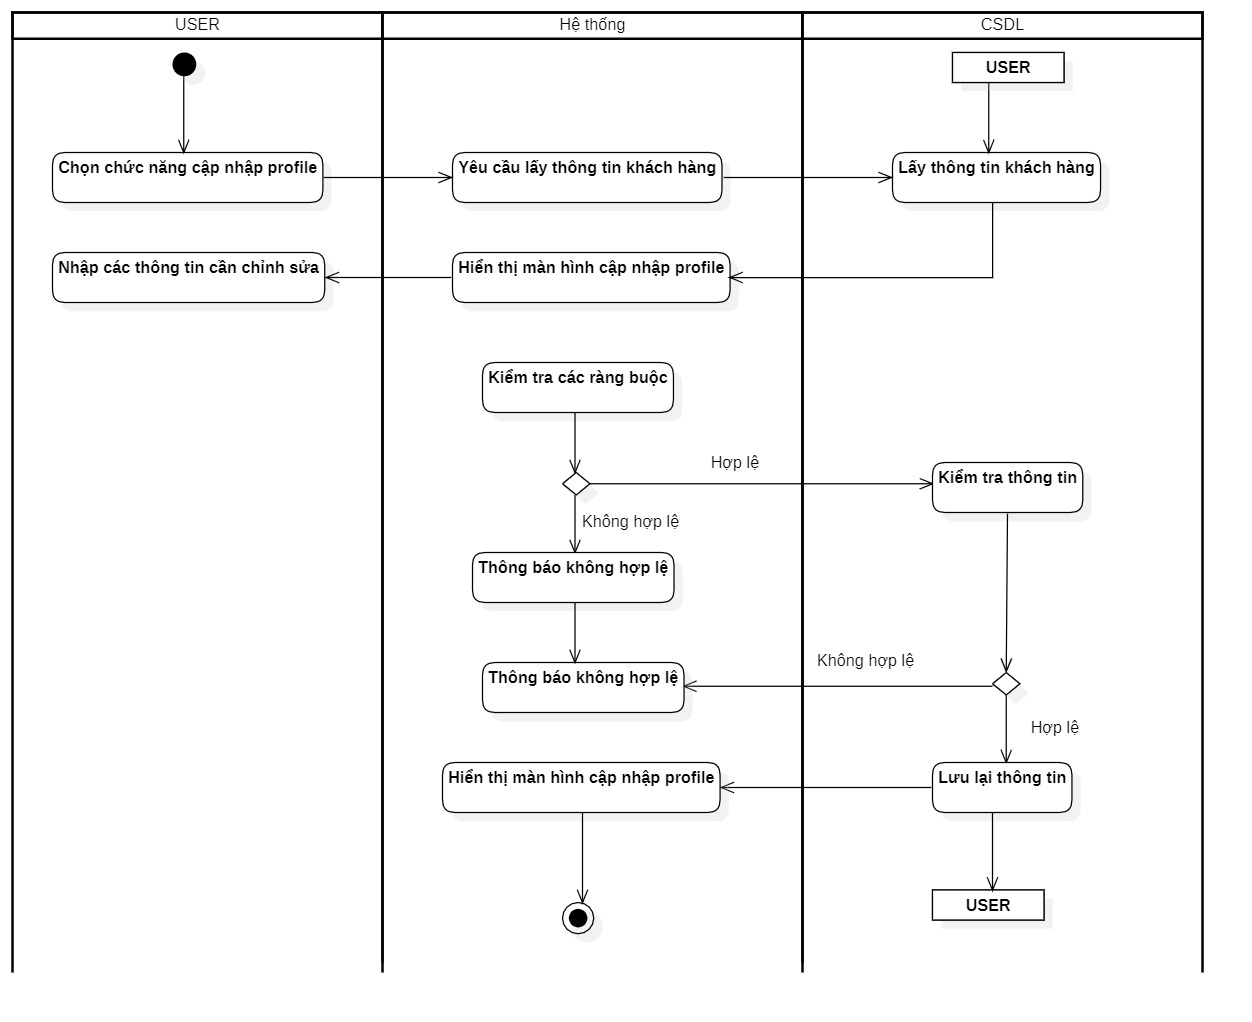 USER
Hệ thống
CSDL
USER
Chọn chức năng cập nhập profile
Yêu cầu lấy thông tin khách hàng
Lấy thông tin khách hàng
Nhập các thông tin cần chỉnh sửa
Hiển thị màn hình cập nhập profile
Kiểm tra các ràng buộc
Hợp lệ
Kiểm tra thông tin
Không hợp lệ
Thông báo không hợp lệ
Không hợp lệ
Thông báo không hợp lệ
Hợp lệ
Hiển thị màn hình cập nhập profile
Lưu lại thông tin
USER